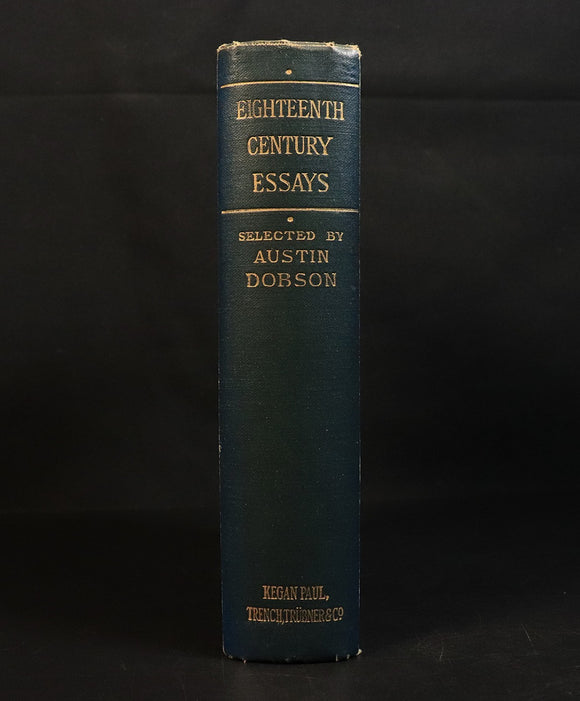 EIGHTEENTH
CENTURY
ESSAYS
SELECTED BY
AUSTIN
DOBSON
KEGAN PAUL,
TRENCH, TRÜBNER & Co